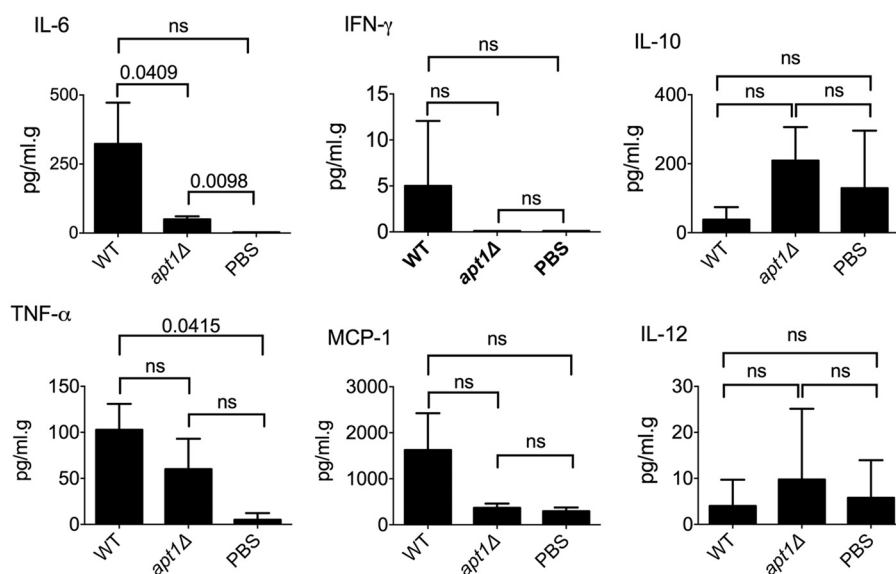 IL-6
ns
0.0409
0.0098
500
250
0
pg/ml.g
WT
apt1Δ
PBS
IFN-γ
ns
ns
ns
15
10
5
0
pg/ml.g
WT
apt1Δ
PBS
IL-10
ns
ns
ns
400
200
0
pg/ml.g
WT
apt1Δ
PBS
TNF-α
0.0415
ns
ns
150
100
50
0
pg/ml.g
WT
apt1Δ
PBS
MCP-1
ns
ns
ns
3000
2000
1000
0
pg/ml.g
WT
apt1Δ
PBS
IL-12
ns
ns
ns
30
20
10
0
pg/ml.g
WT
apt1Δ
PBS